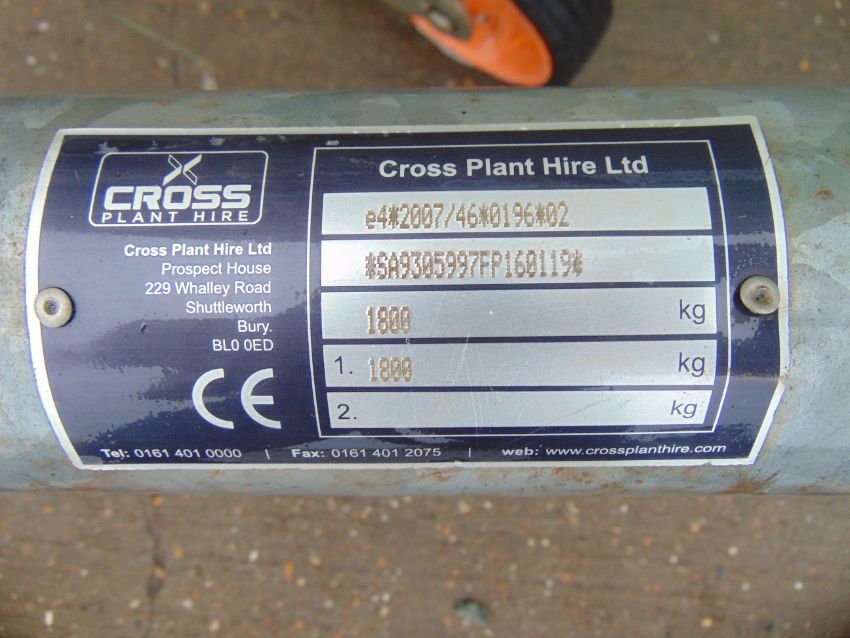 CROSS
PLANT HIRE
Cross Plant Hire Ltd
Prospect House
229 Whalley Road
Shuttleworth
Bury.
BL0 0ED
CE
Cross Plant Hire Ltd
e4*2007/46*0196*02
*SA9305997FP160119*
1800 kg
1. 1800 kg
2. kg
Tel: 0161 401 0000 | Fax: 0161 401 2075 | web: www.crossplanthire.com